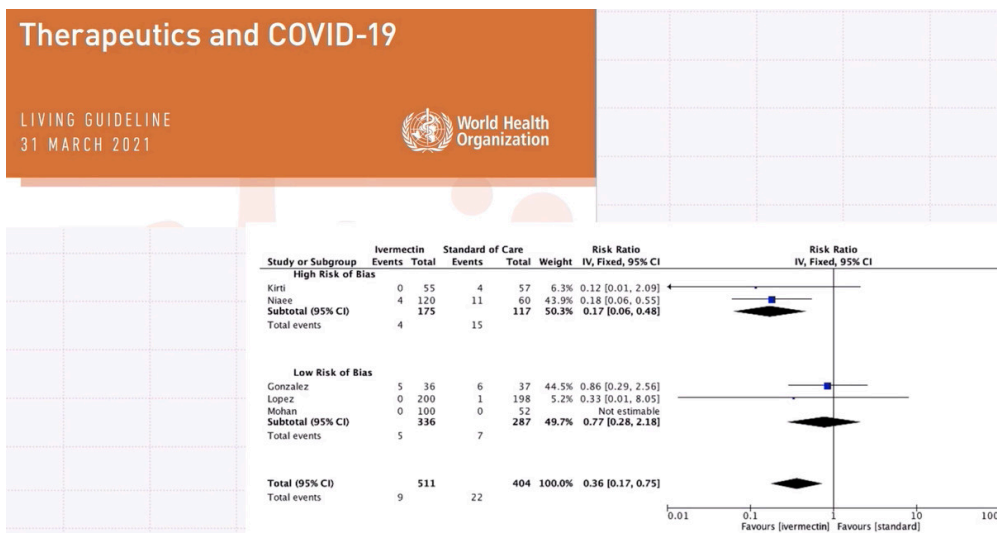 Therapeutics and COVID-19
LIVING GUIDELINE
31 MARCH 2021
World Health
Organization
Ivermectin Standard of Care Risk Ratio Risk Ratio
Study or Subgroup Events Total Events Total Weight IV, Fixed, 95% CI IV, Fixed, 95% CI
High Risk of Bias
Kirti 0 55 4 57 6.3% 0.12 [0.01, 2.09]
Niaee 4 120 11 60 43.9% 0.18 [0.06, 0.55]
Subtotal (95% CI) 175 117 50.3% 0.17 [0.06, 0.48]
Total events 4 15
Low Risk of Bias
Gonzalez 5 36 6 37 44.5% 0.86 [0.29, 2.56]
Lopez 0 200 1 198 5.2% 0.33 [0.01, 8.05]
Mohan 0 100 0 52 Not estimable
Subtotal (95% CI) 336 287 49.7% 0.77 [0.28, 2.18]
Total events 5 7
Total (95% CI) 511 404 100.0% 0.36 [0.17, 0.75]
Total events 9 22
0.01 0.1 1 10 100
Favours [ivermectin] Favours [standard]